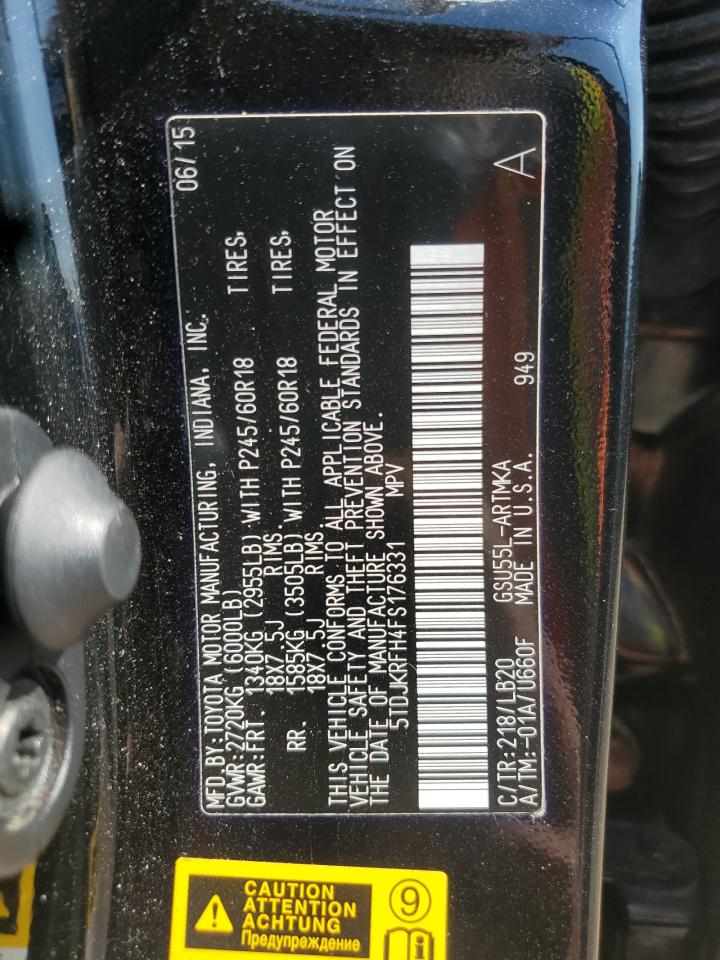 MFD.BY:TOYOTA MOTOR MANUFACTURING, INDIANA, INC. 06/15
GVWR:2720KG (6000LB)
GAWR:FRT. 1340KG (2955LB) WITH P245/60R18 TIRES,
18X7.5J RIMS.
RR. 1585KG (3505LB) WITH P245/60R18 TIRES,
18X7.5J RIMS.
THIS VEHICLE CONFORMS TO ALL APPLICABLE FEDERAL MOTOR
VEHICLE SAFETY AND THEFT PREVENTION STANDARDS IN EFFECT ON
THE DATE OF MANUFACTURE SHOWN ABOVE.
5TDJKRFH4FS176331 MPV
C/TR:218/LB20 GSU55L-ARTMKA
A/TM:-01A/U660F MADE IN U.S.A. 949 A
CAUTION
ATTENTION
ACHTUNG
Предупреждение
9